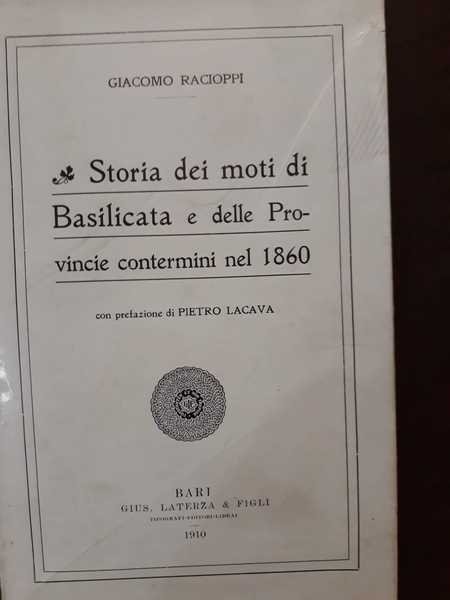 GIACOMO RACIOPPI
Storia dei moti di
Basilicata e delle Pro-
vincie contermini nel 1860
con prefazione di PIETRO LACAVA
BARI
GIUS. LATERZA & FIGLI
TIPOGRAFI-EDITORI-LIBRAI
1910